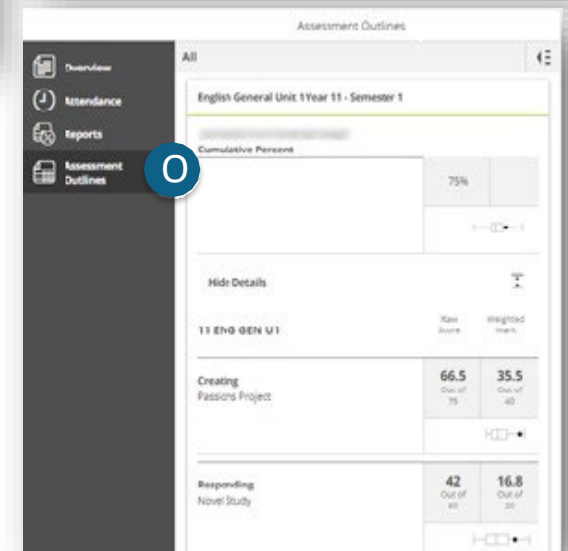 Assessment Outlines
Overview
Attendance
Reports
Assessment
Outlines
O
All
English General Unit 1Year 11 - Semester 1
Cumulative Percent
75%
Hide Details
11 ENG GEN U1
Raw
Score
Weighted
mark
Creating
Passions Project
66.5
Out of
75
35.5
Out of
40
Responding
Novel Study
42
Out of
16.8
Out of
20